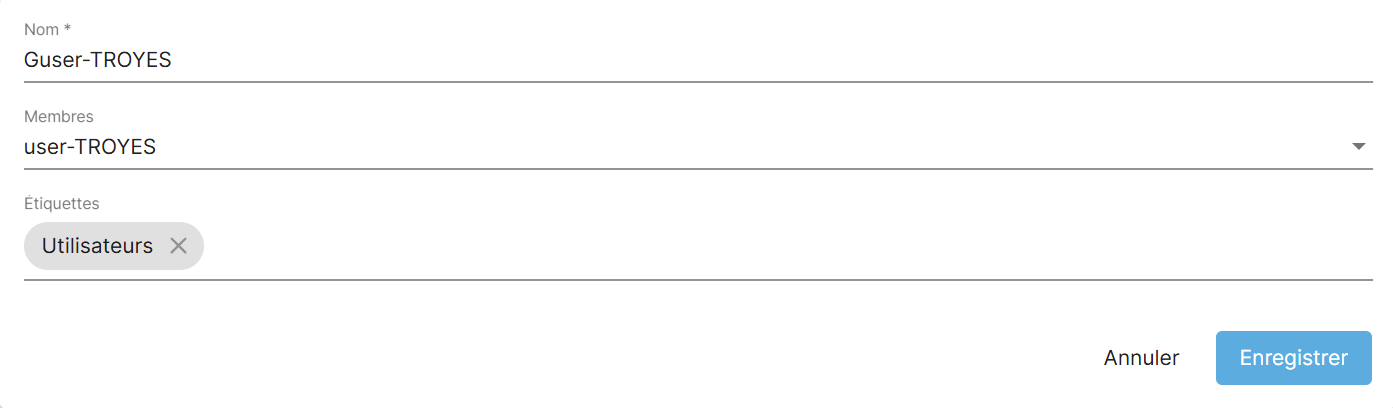 Nom *
Guser-TROYES
Membres
user-TROYES
Étiquettes
Utilisateurs
Annuler Enregistrer